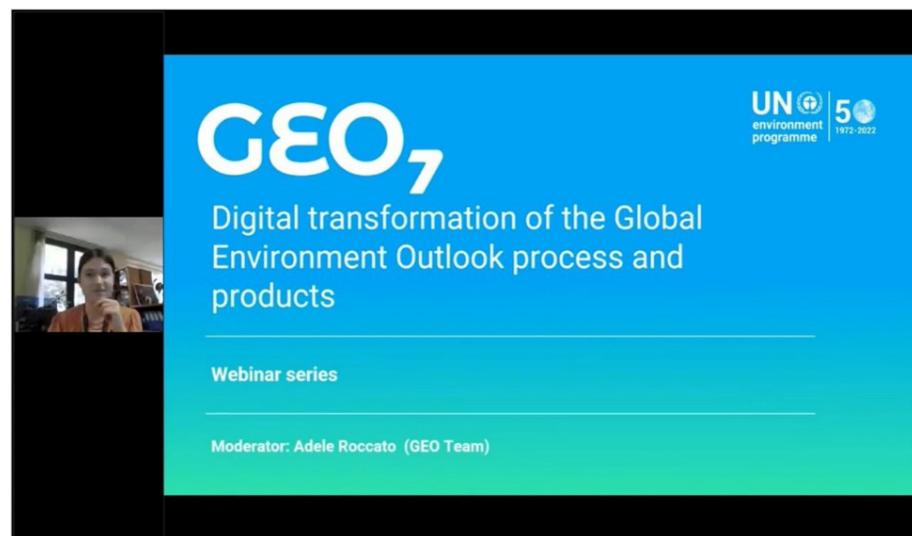 GEO7
UN
environment
programme
50
1972-2022
Digital transformation of the Global
Environment Outlook process and
products
Webinar series
Moderator: Adele Roccato (GEO Team)